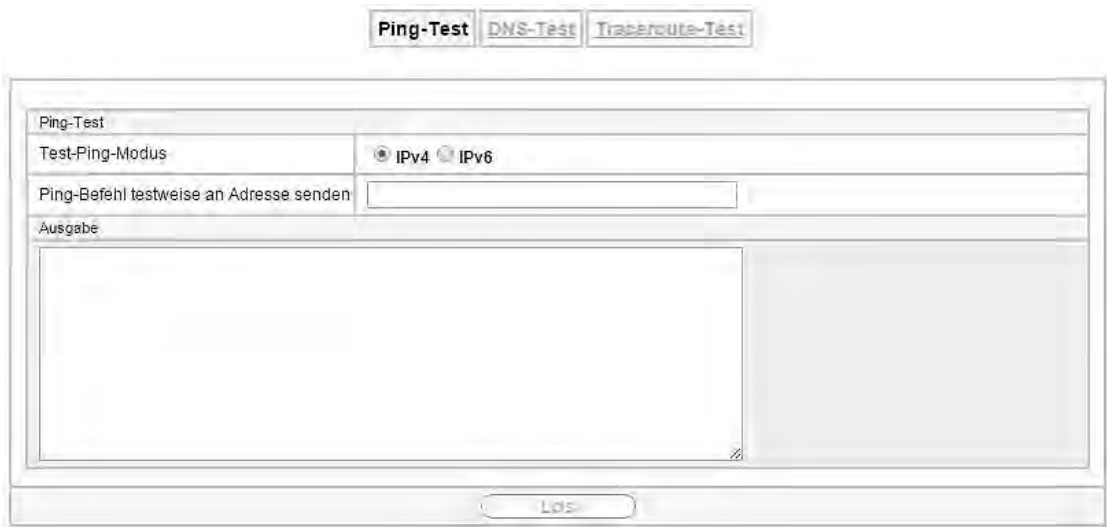 Ping-Test DNS-Test Traceroute-Test
Ping-Test
Test-Ping-Modus IPv4 IPv6
Ping-Befehl testweise an Adresse senden
Ausgabe
Los